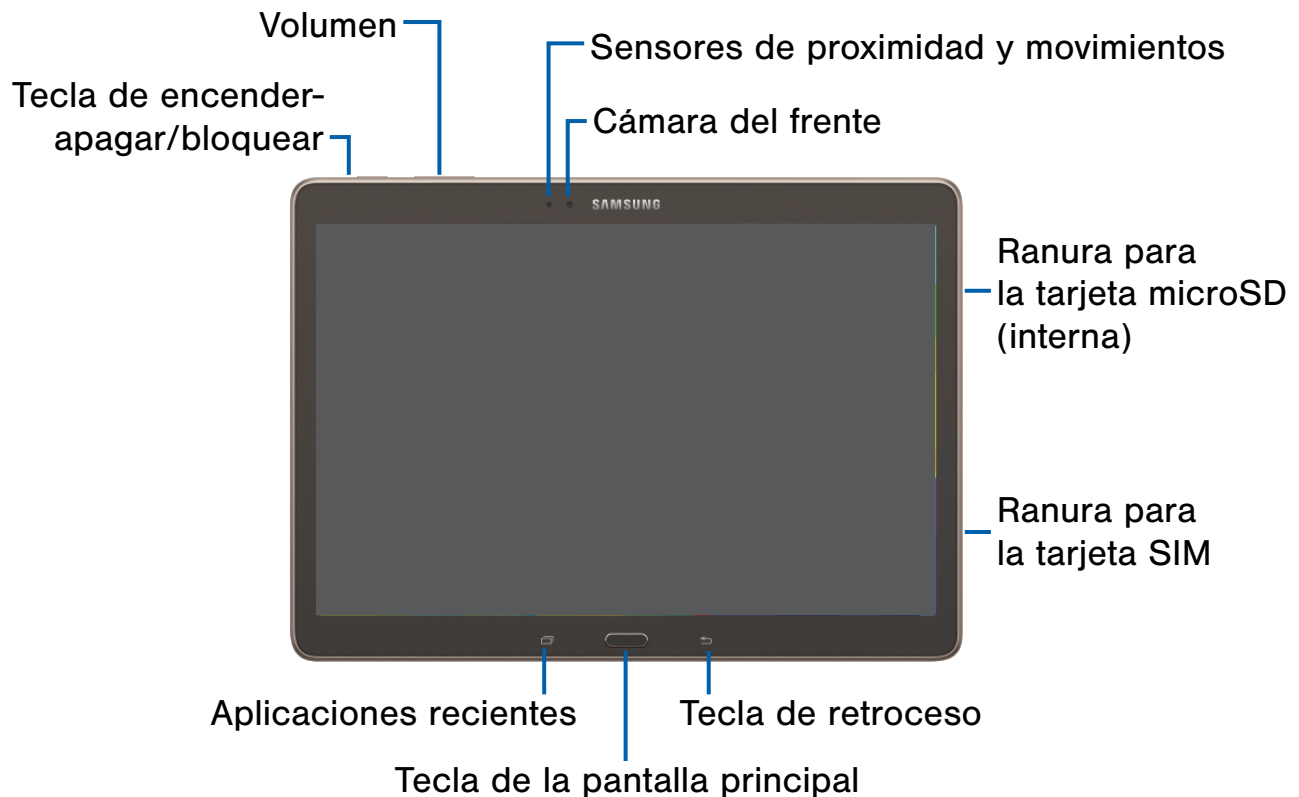 Volumen
Sensores de proximidad y movimientos
Tecla de encender-
apagar/bloquear
Cámara del frente
SAMSUNG
Ranura para
la tarjeta microSD
(interna)
Ranura para
la tarjeta SIM
Aplicaciones recientes
Tecla de retroceso
Tecla de la pantalla principal